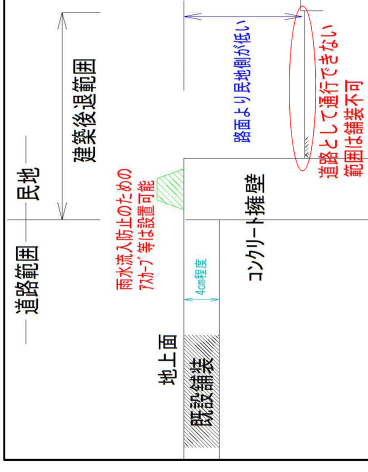 道路範囲
民地
建築後退範囲
雨水流入防止のための
ｱｽｶｰﾌﾞ等は設置可能
路面より民地側が低い
地上面
既設舗装
4cm程度
コンクリート擁壁
道路として通行できない
範囲は舗装不可